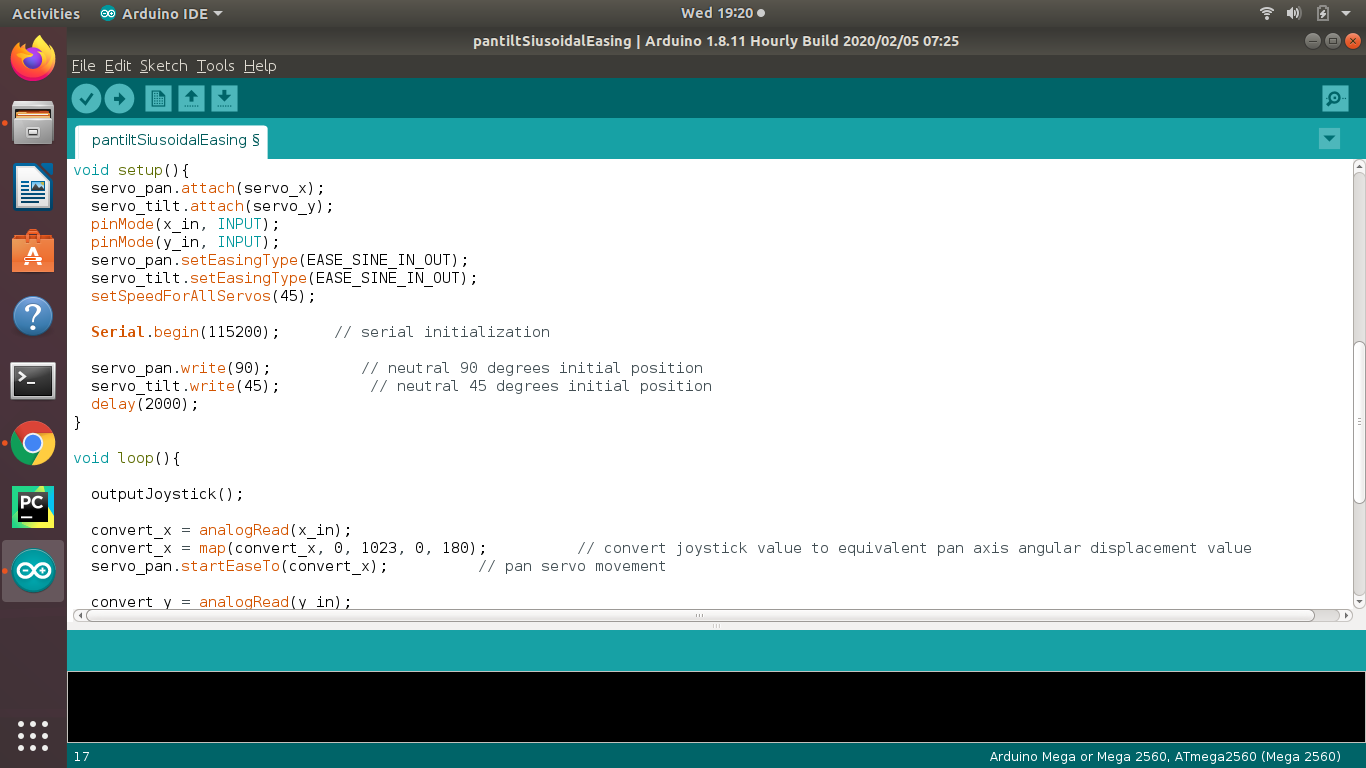 Activities Arduino IDE Wed 19:20
pantiltSiusoidalEasing | Arduino 1.8.11 Hourly Build 2020/02/05 07:25
File Edit Sketch Tools Help
pantiltSiusoidalEasing §
void setup(){
servo_pan.attach(servo_x);
servo_tilt.attach(servo_y);
pinMode(x_in, INPUT);
pinMode(y_in, INPUT);
servo_pan.setEasingType(EASE_SINE_IN_OUT);
servo_tilt.setEasingType(EASE_SINE_IN_OUT);
setSpeedForAllServos(45);
Serial.begin(115200); // serial initialization
servo_pan.write(90); // neutral 90 degrees initial position
servo_tilt.write(45); // neutral 45 degrees initial position
delay(2000);
}
void loop(){
outputJoystick();
convert_x = analogRead(x_in);
convert_x = map(convert_x, 0, 1023, 0, 180); // convert joystick value to equivalent pan axis angular displacement value
servo_pan.startEaseTo(convert_x); // pan servo movement
convert_y = analogRead(y_in);
PC
17 Arduino Mega or Mega 2560, ATmega2560 (Mega 2560)